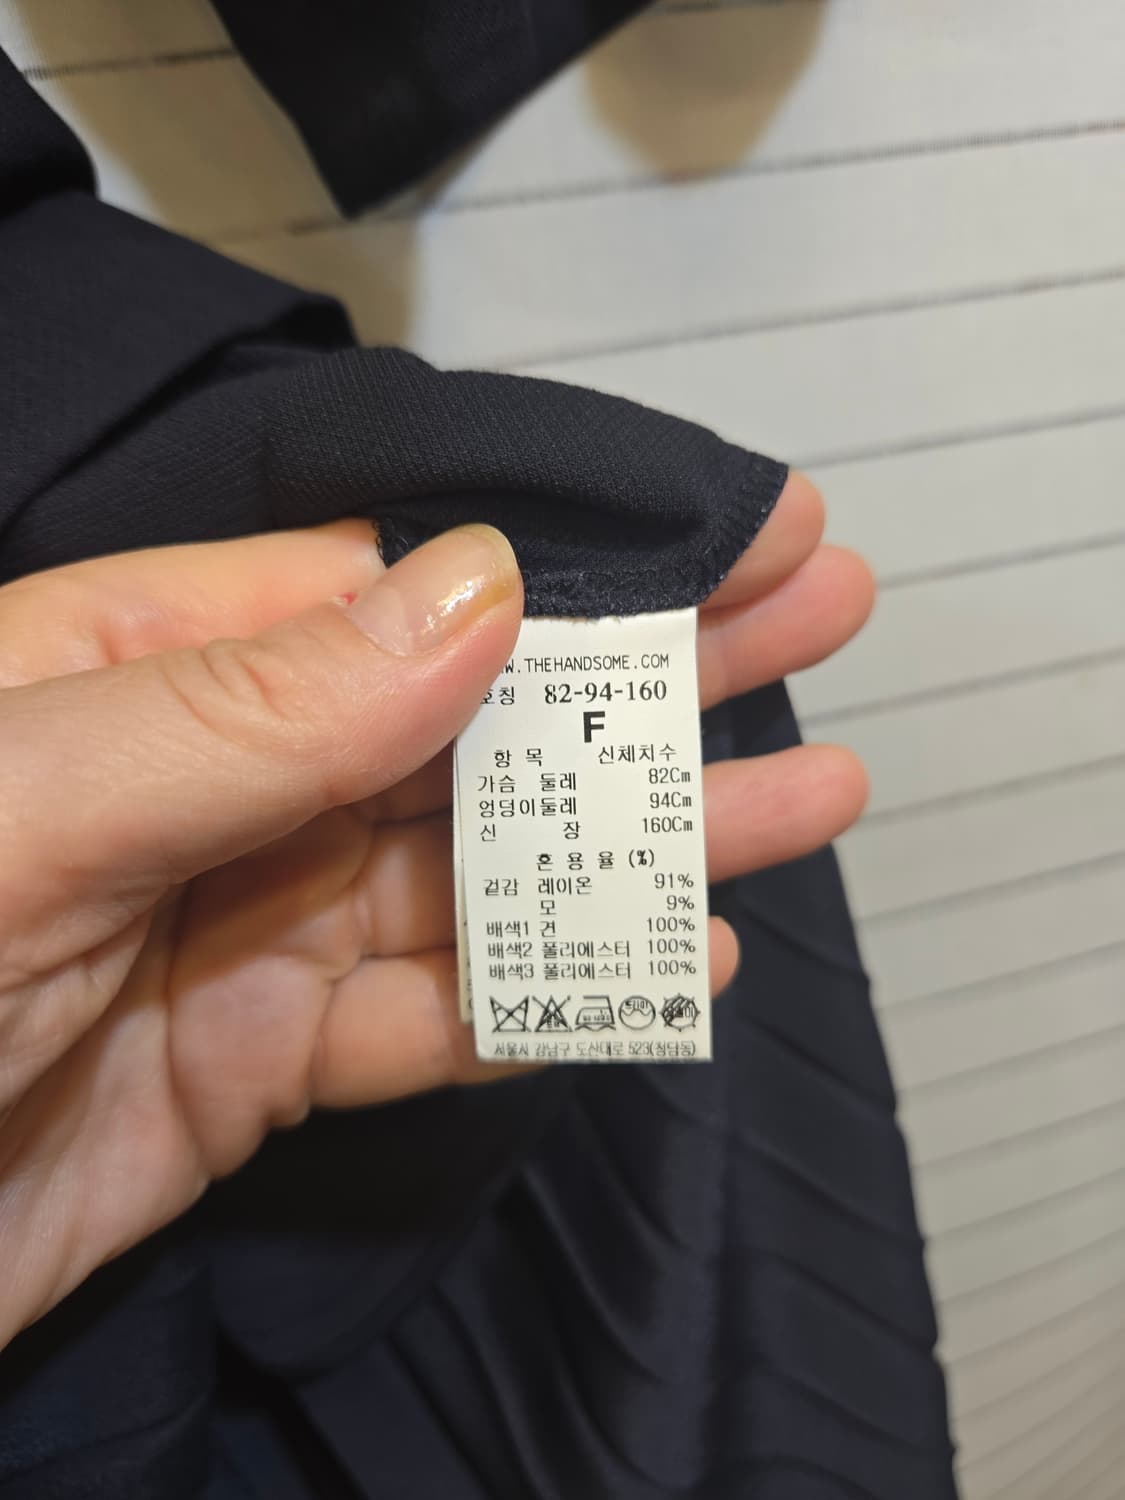 W.THEHANDSOME.COM
호칭 82-94-160
F
항 목 신체치수
가슴 둘레 82Cm
엉덩이둘레 94Cm
신 장 160Cm
혼 용 율 (%)
겉감 레이온 91%
모 9%
배색1 견 100%
배색2 폴리에스터 100%
배색3 폴리에스터 100%
서울시 강남구 도산대로 523(청담동)